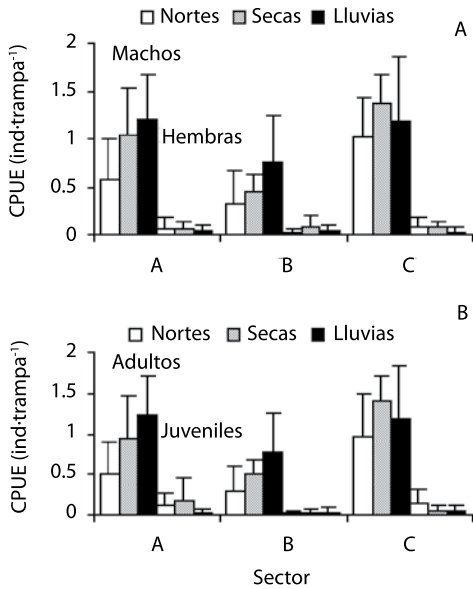 Nortes Secas Lluvias
A
Machos
Hembras
CPUE (ind·trampa-1)
2
1.5
1
0.5
0
A B C
B
Nortes Secas Lluvias
Adultos
Juveniles
CPUE (ind·trampa-1)
2
1.5
1
0.5
0
A B C
Sector